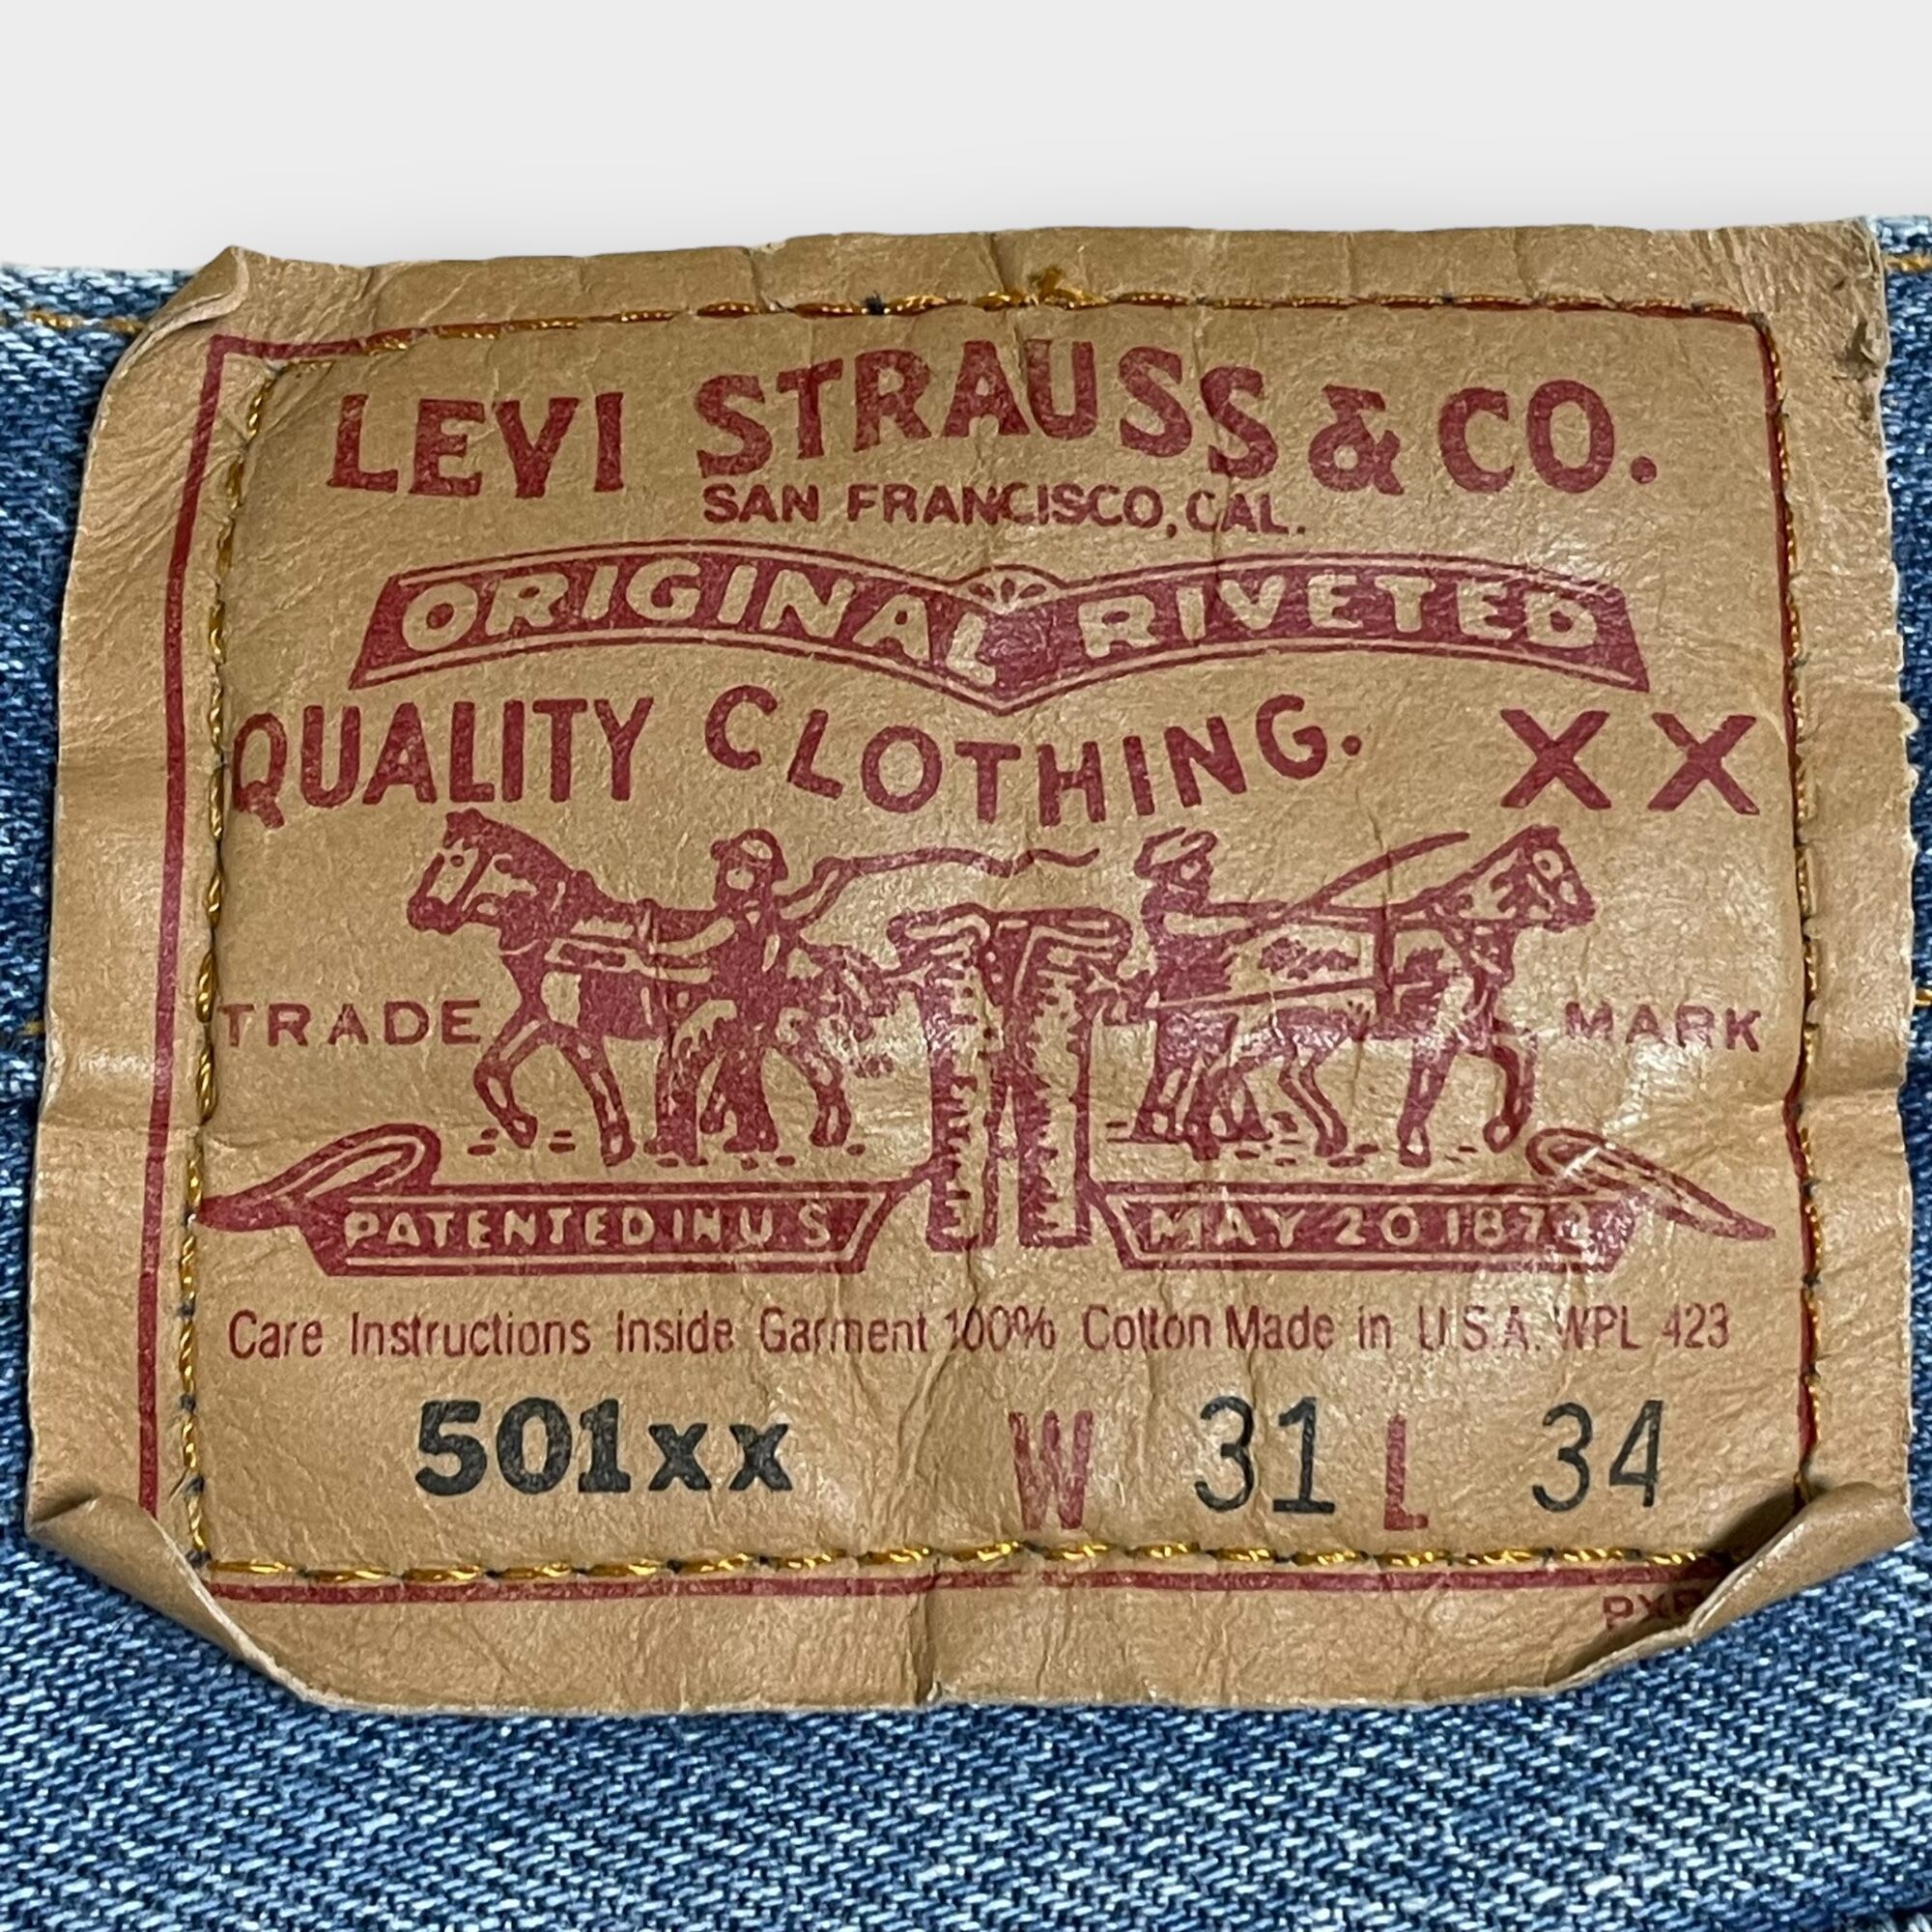 LEVI STRAUSS & CO.
SAN FRANCISCO, CAL.
ORIGINAL RIVETED
QUALITY CLOTHING. XX
TRADE MARK
PATENTED IN U.S. MAY 20 1873
Care Instructions Inside Garment 100% Cotton Made in U.S.A. WPL 423
501xx W 31 L 34